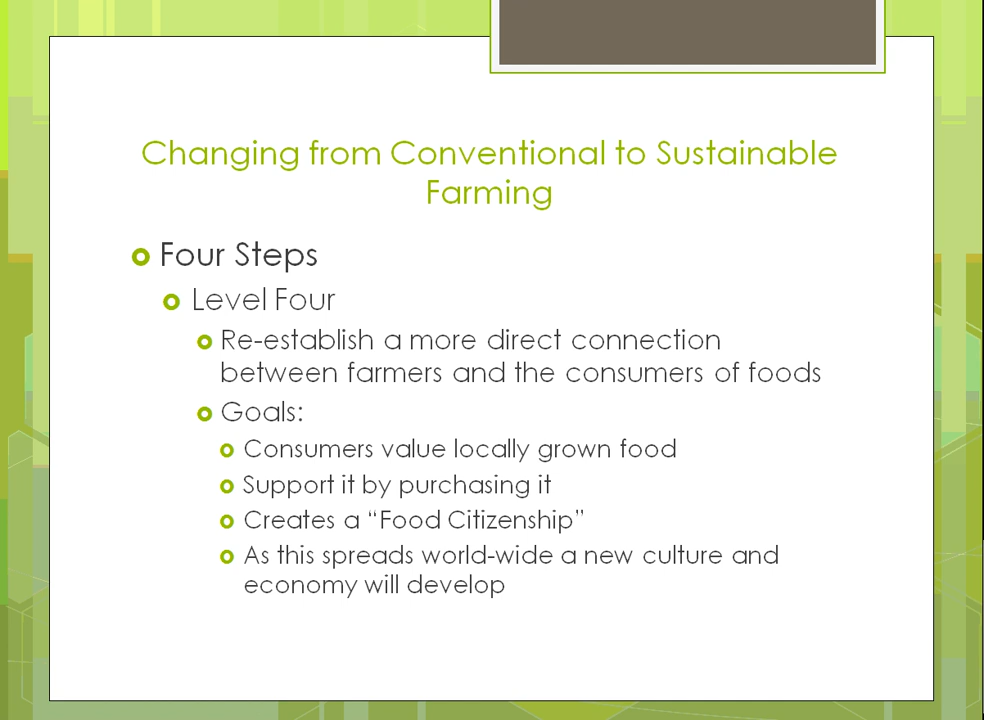 Changing from Conventional to Sustainable
Farming
Four Steps
Level Four
Re-establish a more direct connection
between farmers and the consumers of foods
Goals:
Consumers value locally grown food
Support it by purchasing it
Creates a “Food Citizenship”
As this spreads world-wide a new culture and
economy will develop